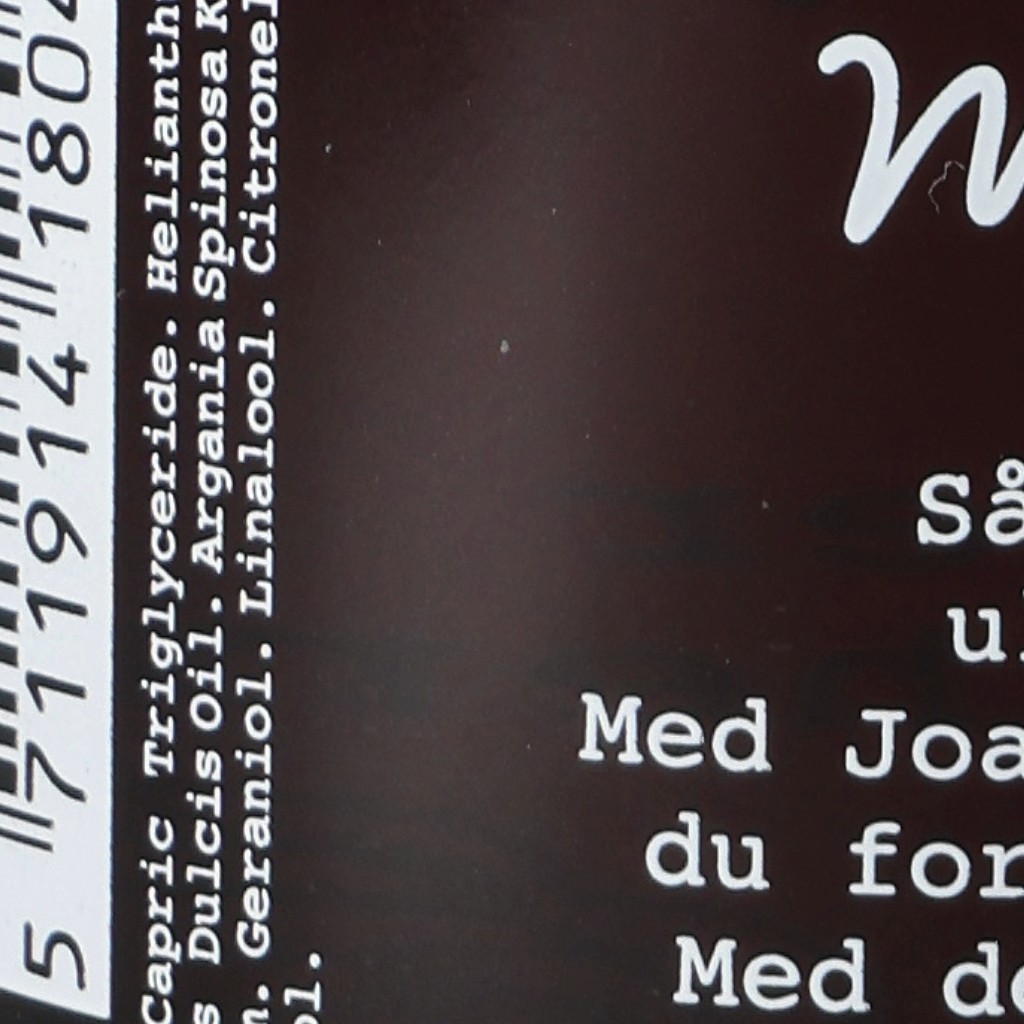 5 711914 1804
Capric Triglyceride. Helianth
Dulcis Oil. Argania Spinosa K
Geraniol. Linalool. Citronel
ol.
Så
Med Joa
du for
Med de